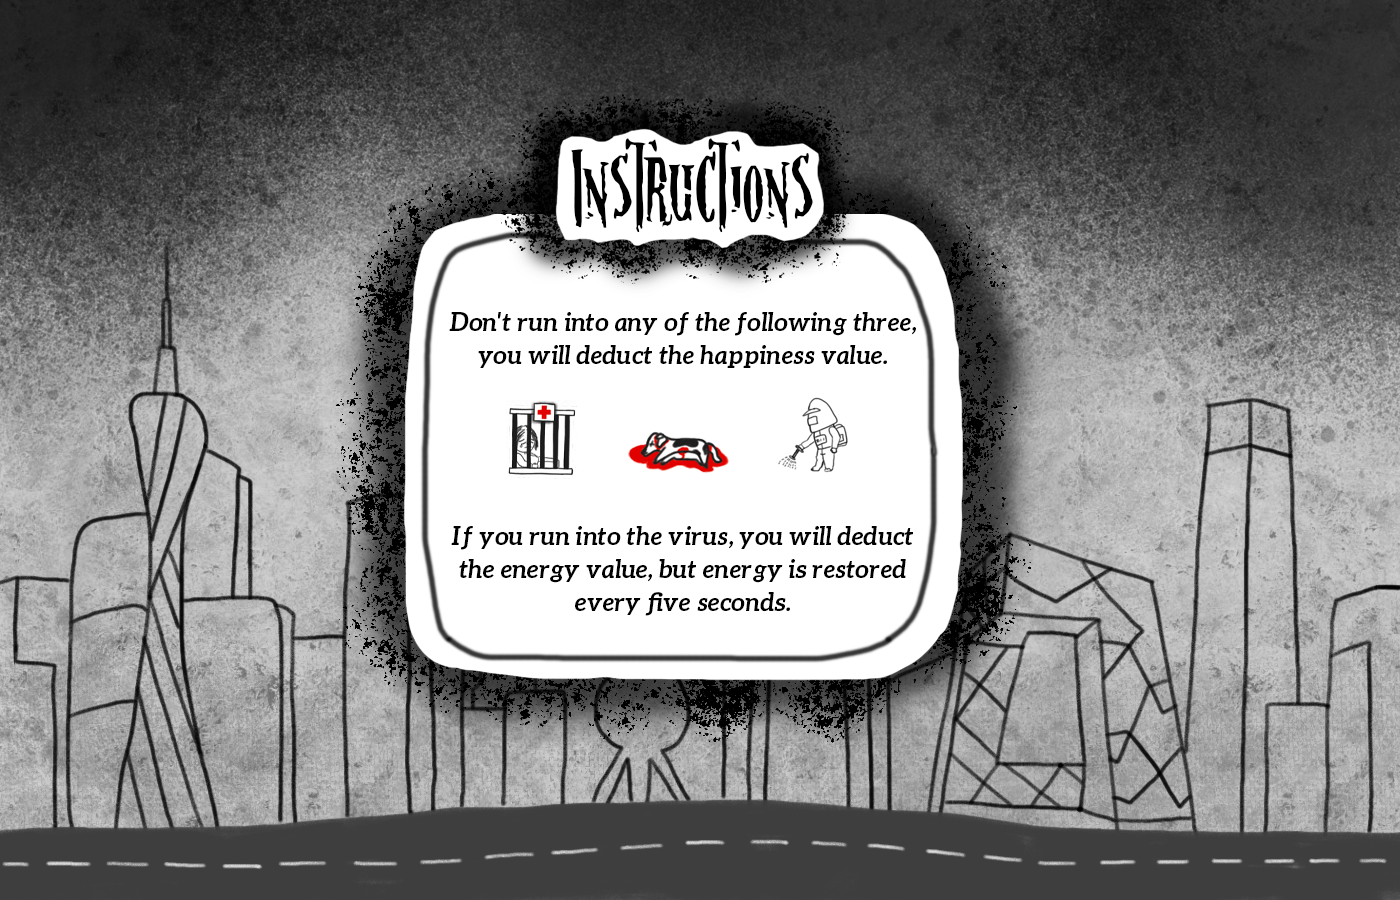 INSTRUCTIONS
Don't run into any of the following three,
you will deduct the happiness value.
If you run into the virus, you will deduct
the energy value, but energy is restored
every five seconds.